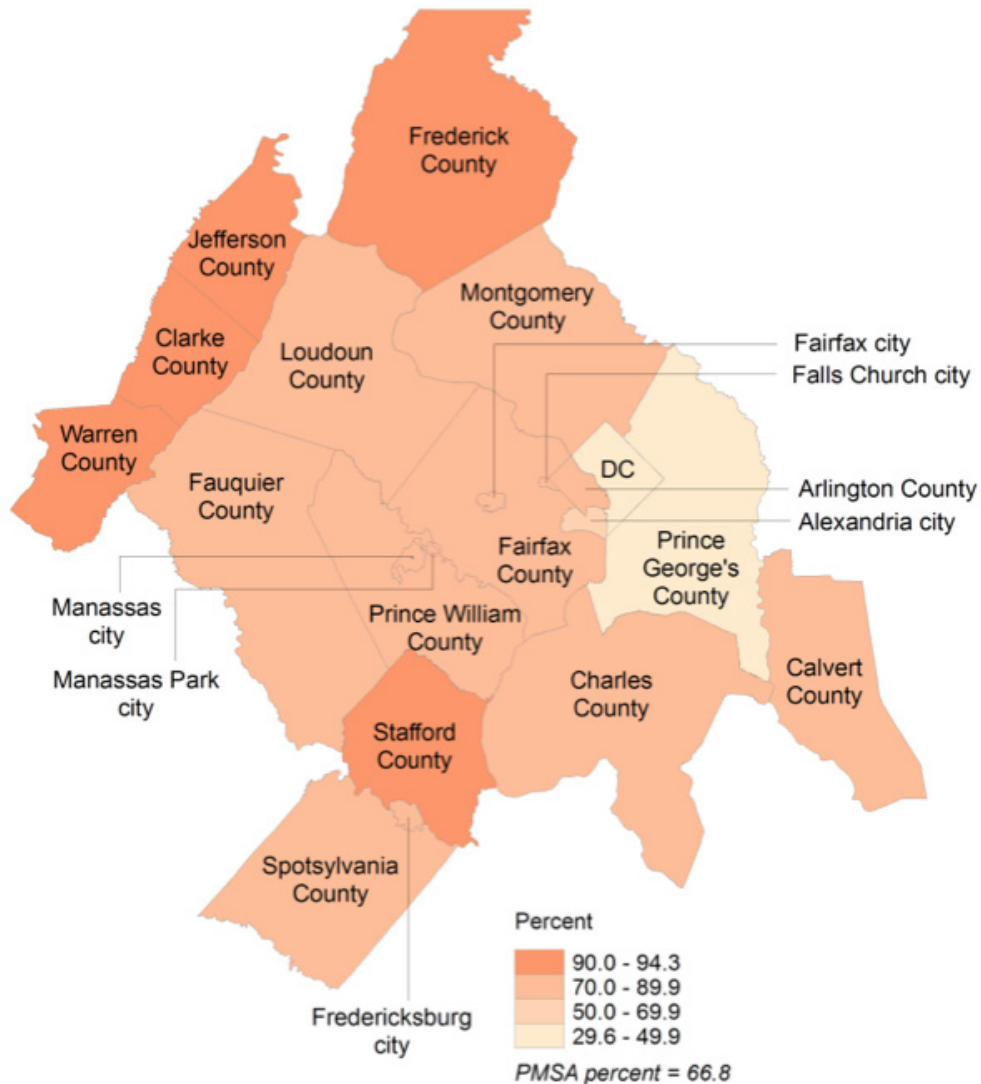 Frederick
County
Jefferson
County
Montgomery
County
Clarke
County
Loudoun
County
Fairfax city
Falls Church city
Warren
County
Fauquier
County
DC
Arlington County
Alexandria city
Fairfax
County
Prince
George's
County
Manassas
city
Prince William
County
Manassas Park
city
Charles
County
Calvert
County
Stafford
County
Spotsylvania
County
Fredericksburg
city
Percent
90.0 - 94.3
70.0 - 89.9
50.0 - 69.9
29.6 - 49.9
PMSA percent = 66.8